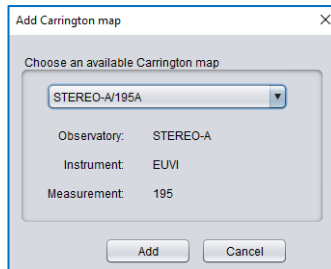 Add Carrington map
Choose an available Carrington map
STEREO-A/195A
Observatory: STEREO-A
Instrument: EUVI
Measurement: 195
Add Cancel